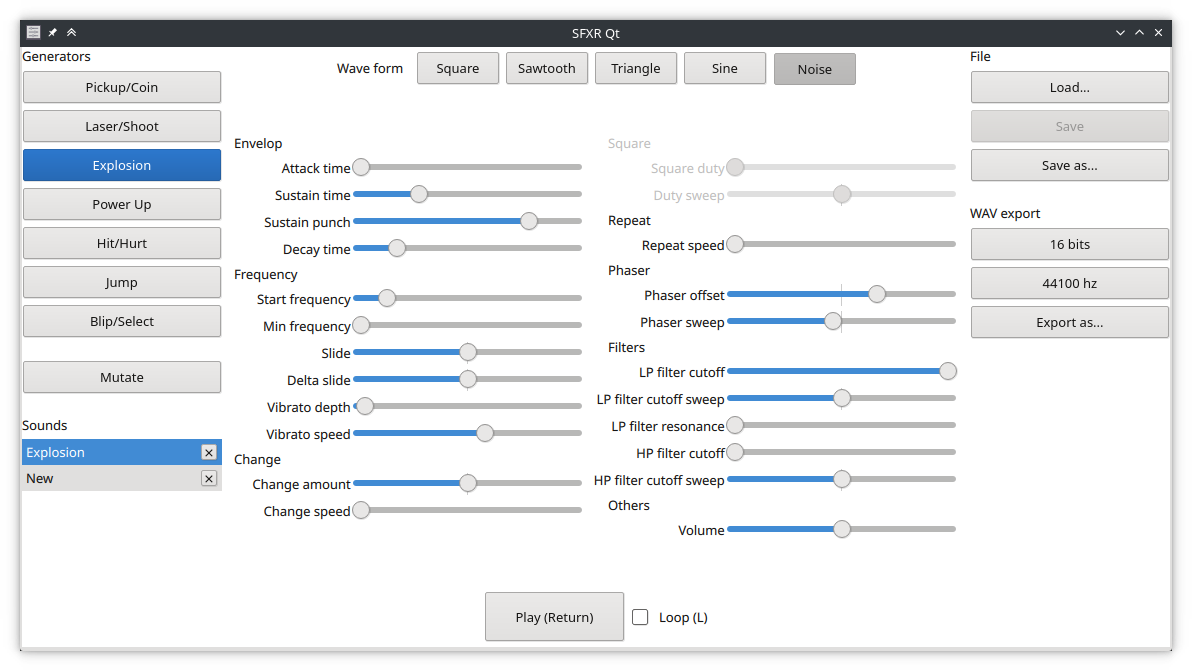 SFXR Qt
Generators
Pickup/Coin
Laser/Shoot
Explosion
Power Up
Hit/Hurt
Jump
Blip/Select
Mutate
Sounds
Explosion
New
Wave form
Square
Sawtooth
Triangle
Sine
Noise
Envelop
Attack time
Sustain time
Sustain punch
Decay time
Frequency
Start frequency
Min frequency
Slide
Delta slide
Vibrato depth
Vibrato speed
Change
Change amount
Change speed
Square
Square duty
Duty sweep
Repeat
Repeat speed
Phaser
Phaser offset
Phaser sweep
Filters
LP filter cutoff
LP filter cutoff sweep
LP filter resonance
HP filter cutoff
HP filter cutoff sweep
Others
Volume
Play (Return)
Loop (L)
File
Load...
Save
Save as...
WAV export
16 bits
44100 hz
Export as...